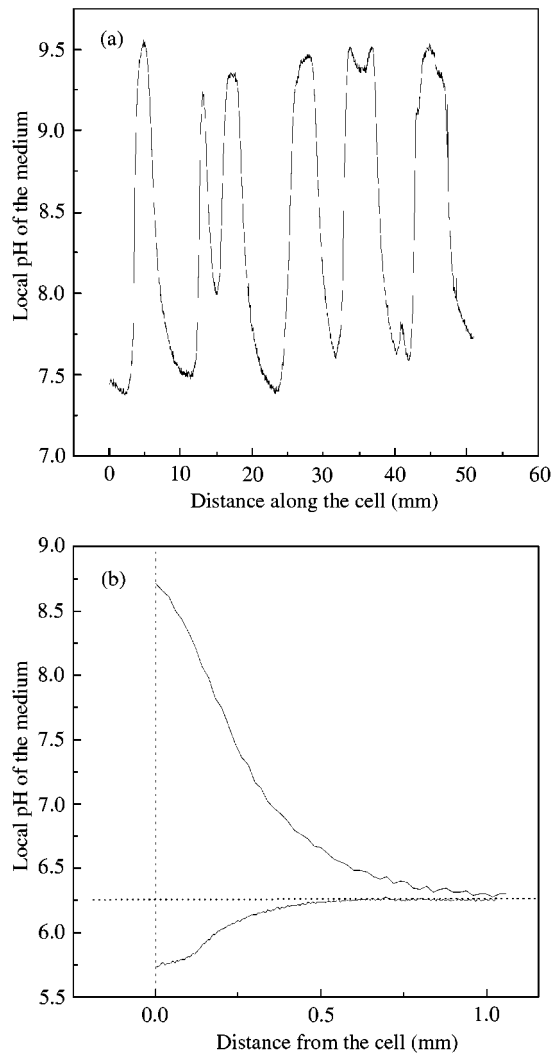 (a)
Local pH of the medium
9.5
9.0
8.5
8.0
7.5
7.0
0 10 20 30 40 50 60
Distance along the cell (mm)
(b)
Local pH of the medium
9.0
8.5
8.0
7.5
7.0
6.5
6.0
5.5
0.0 0.5 1.0
Distance from the cell (mm)